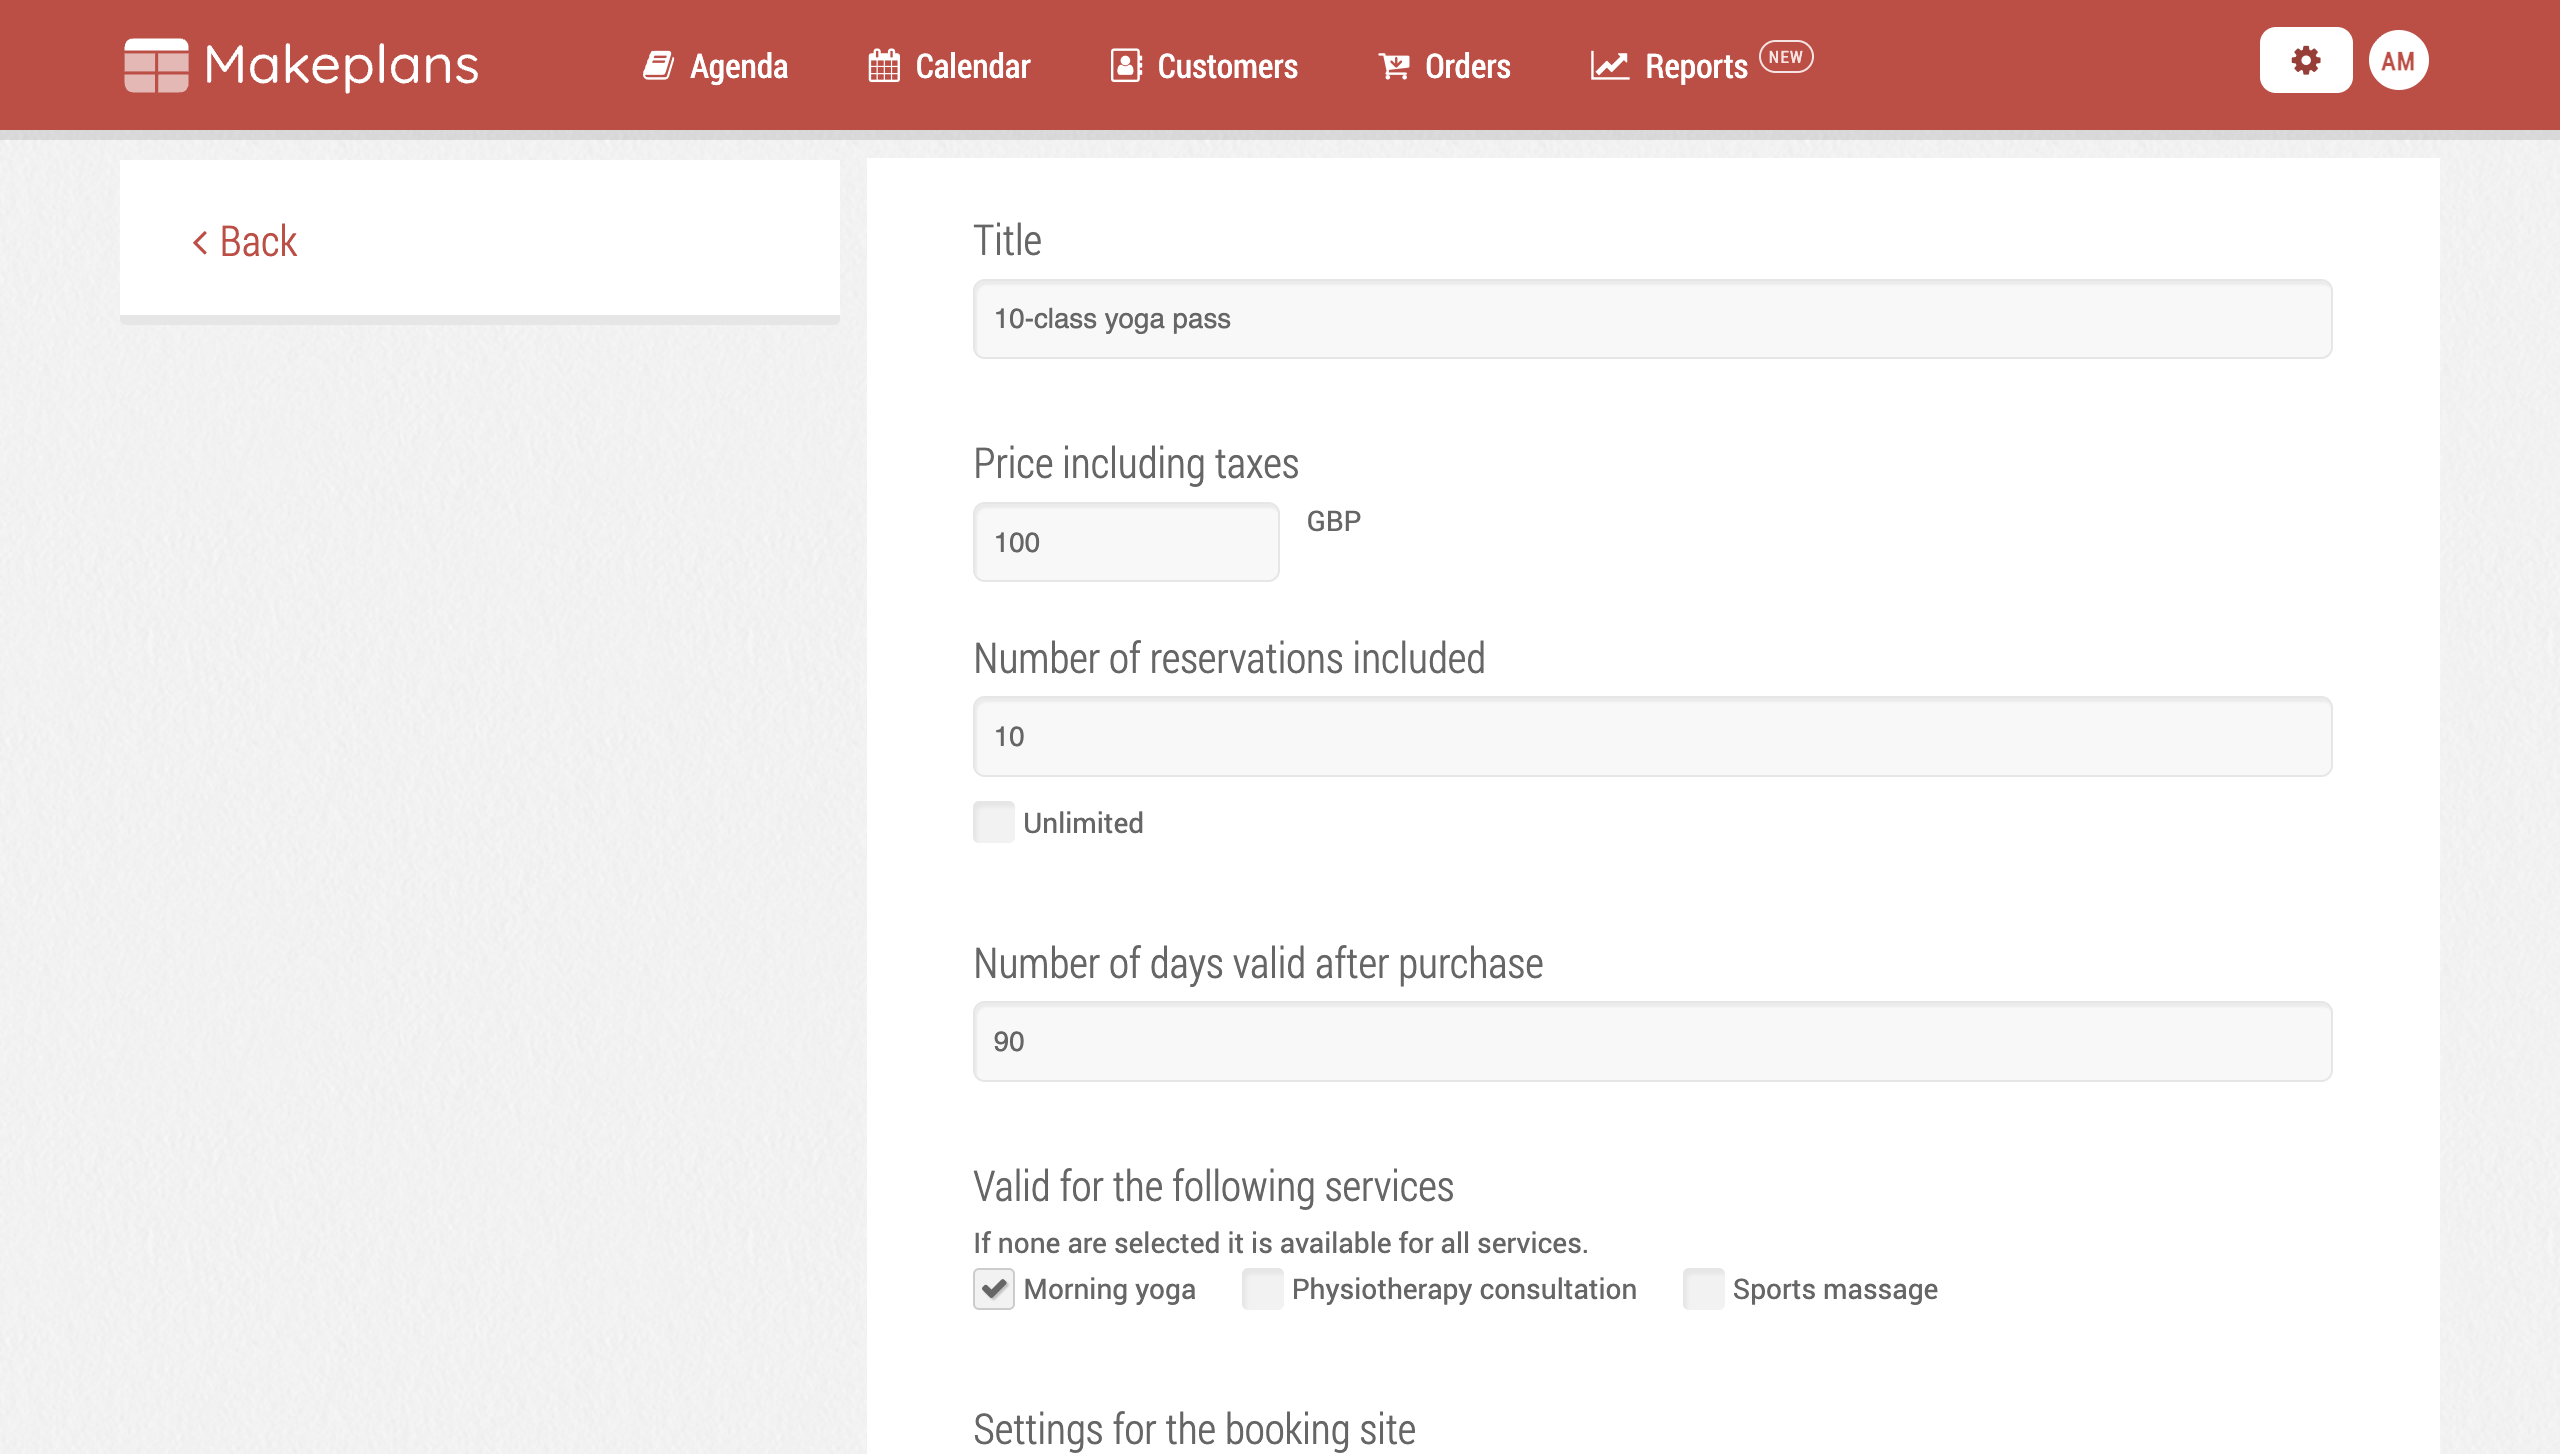 Makeplans
Agenda
Calendar
Customers
Orders
Reports NEW
AM
Back
Title
10-class yoga pass
Price including taxes
100
GBP
Number of reservations included
10
Unlimited
Number of days valid after purchase
90
Valid for the following services
If none are selected it is available for all services.
Morning yoga
Physiotherapy consultation
Sports massage
Settings for the booking site